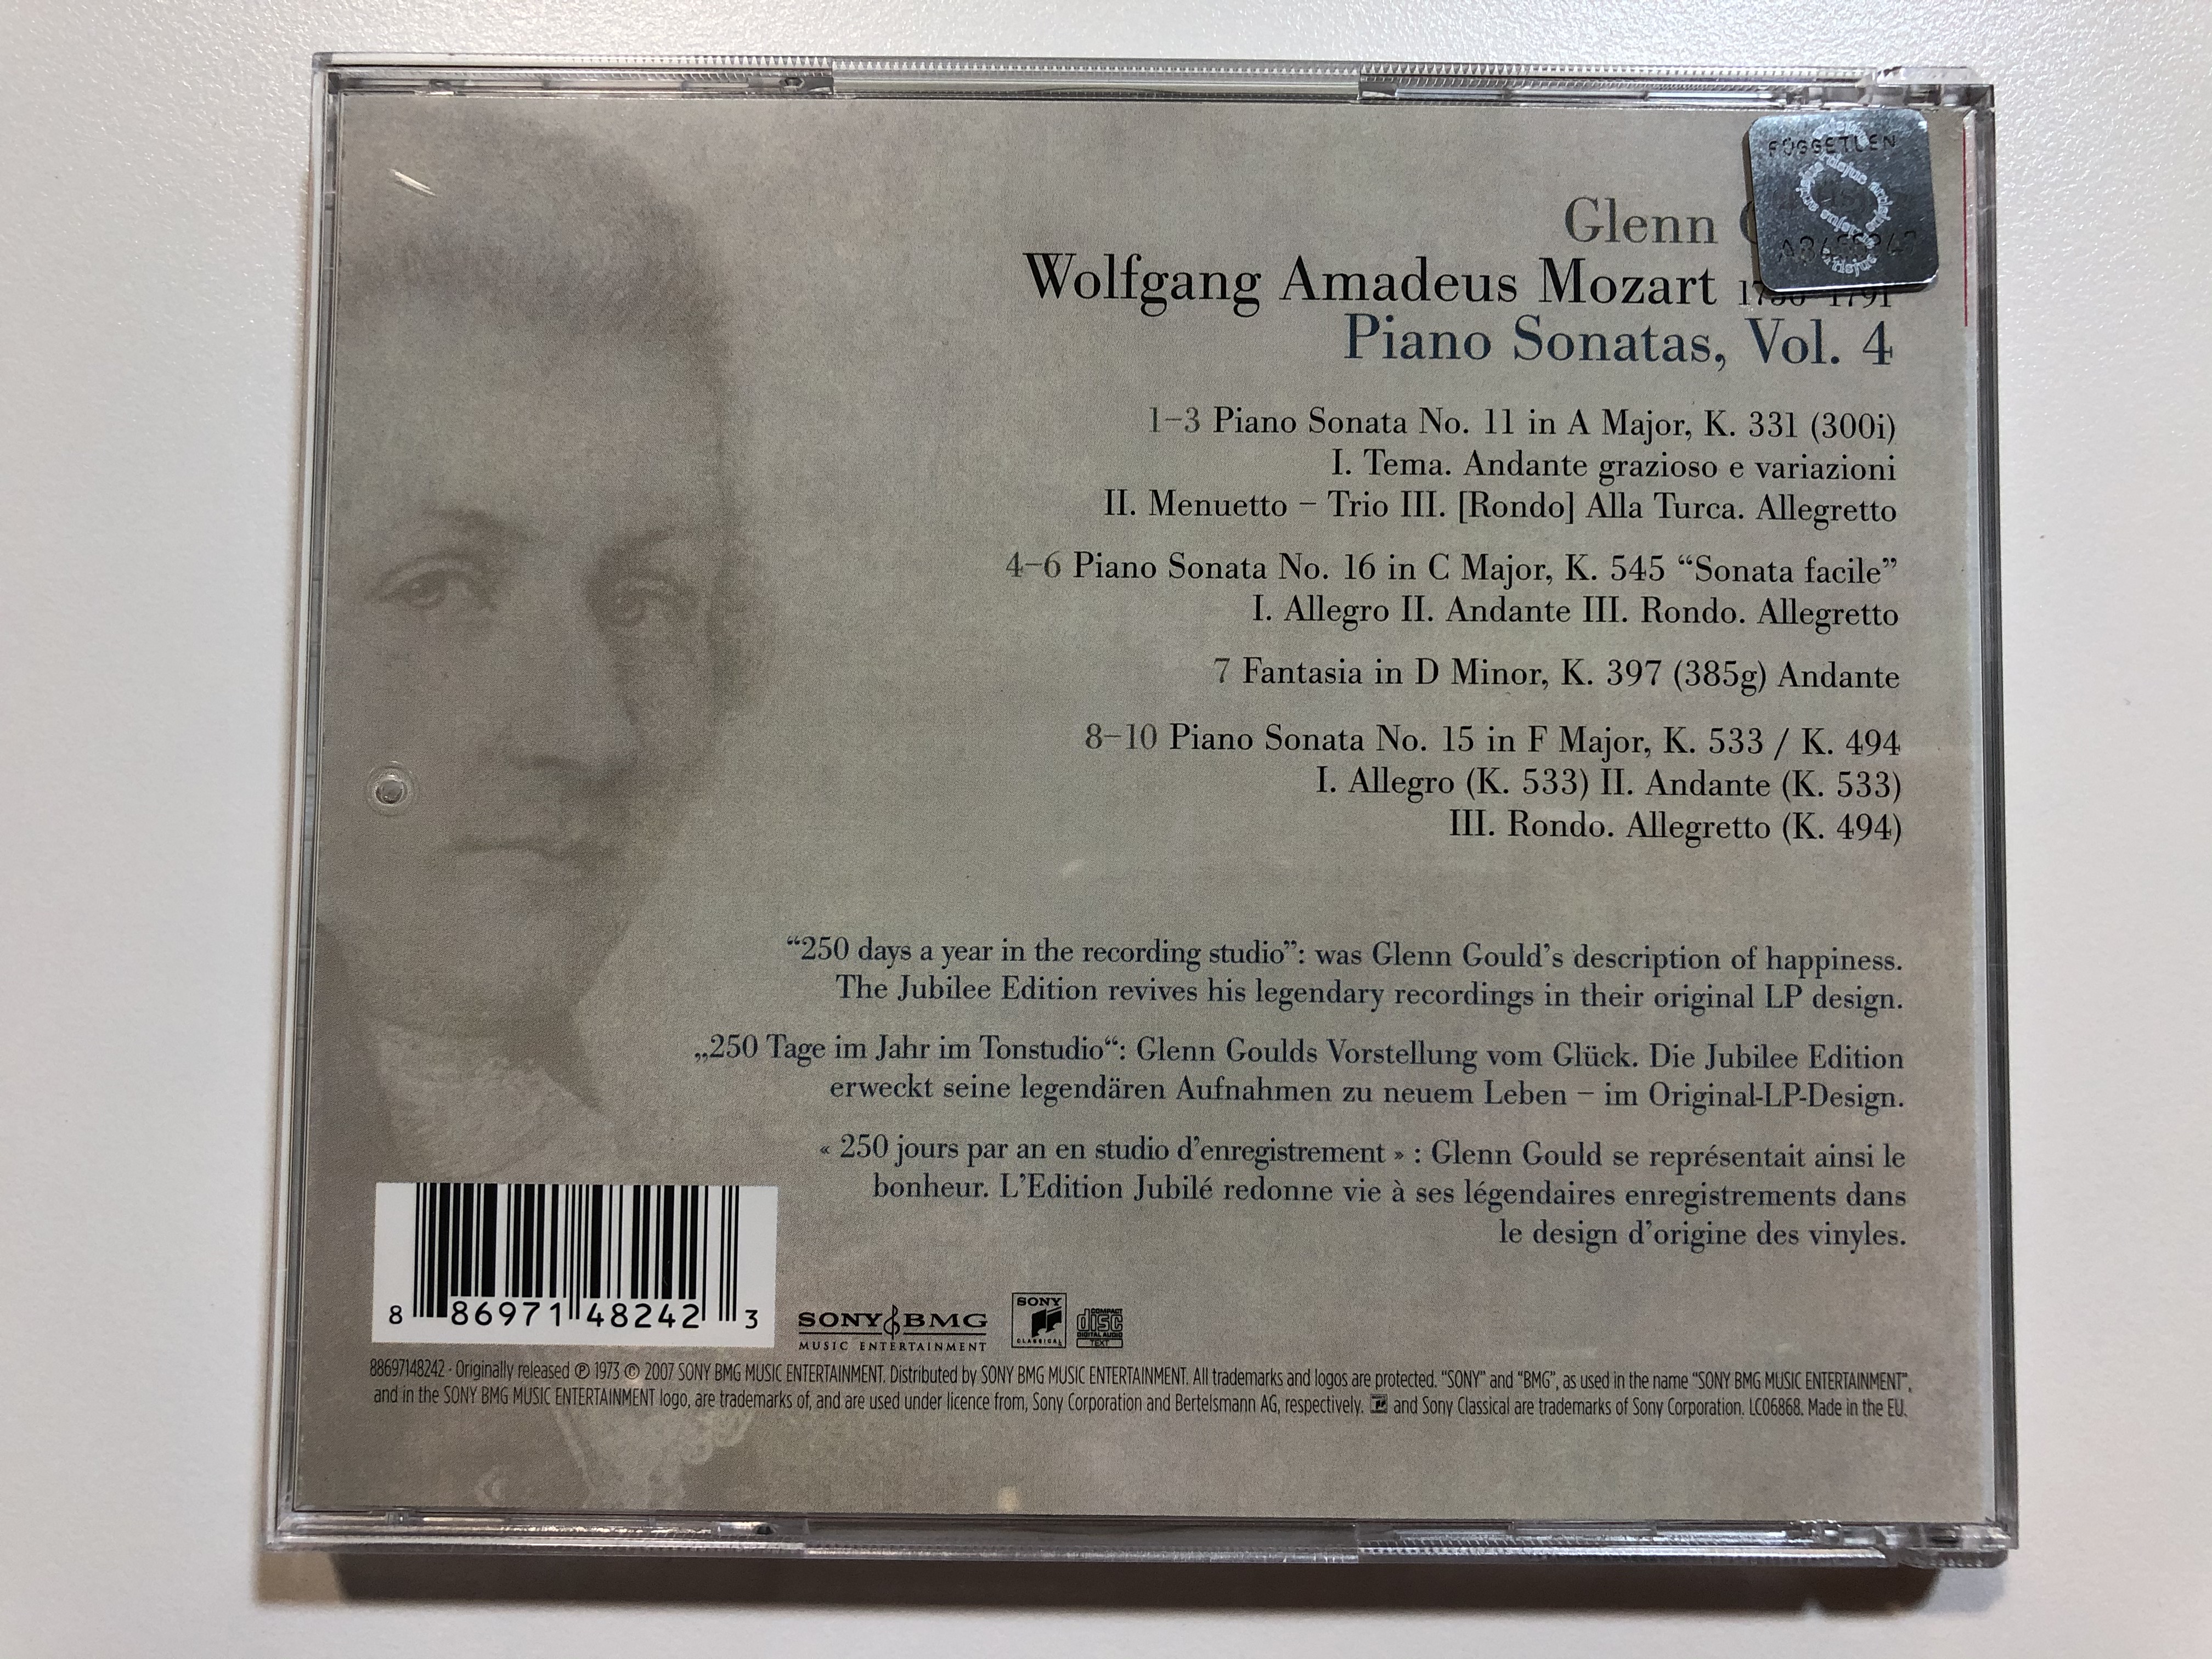 FÜGGETLEN
Glenn
Wolfgang Amadeus Mozart
Piano Sonatas, Vol. 4
1–3 Piano Sonata No. 11 in A Major, K. 331 (300i)
I. Tema. Andante grazioso e variazioni
II. Menuetto – Trio III. [Rondo] Alla Turca. Allegretto
4–6 Piano Sonata No. 16 in C Major, K. 545 “Sonata facile”
I. Allegro II. Andante III. Rondo. Allegretto
7 Fantasia in D Minor, K. 397 (385g) Andante
8–10 Piano Sonata No. 15 in F Major, K. 533 / K. 494
I. Allegro (K. 533) II. Andante (K. 533)
III. Rondo. Allegretto (K. 494)
“250 days a year in the recording studio”: was Glenn Gould’s description of happiness.
The Jubilee Edition revives his legendary recordings in their original LP design.
„250 Tage im Jahr im Tonstudio“: Glenn Goulds Vorstellung vom Glück. Die Jubilee Edition
erweckt seine legendären Aufnahmen zu neuem Leben – im Original-LP-Design.
« 250 jours par an en studio d’enregistrement » : Glenn Gould se représentait ainsi le
bonheur. L’Edition Jubilé redonne vie à ses légendaires enregistrements dans
le design d’origine des vinyles.
8 86971 48242 3
SONY BMG
MUSIC ENTERTAINMENT
SONY
CLASSICAL
COMPACT
disc
DIGITAL AUDIO
TEXT
88697148242 · Originally released ℗ 1973 © 2007 SONY BMG MUSIC ENTERTAINMENT. Distributed by SONY BMG MUSIC ENTERTAINMENT. All trademarks and logos are protected. “SONY” and “BMG”, as used in the name “SONY BMG MUSIC ENTERTAINMENT”,
and in the SONY BMG MUSIC ENTERTAINMENT logo, are trademarks of, and are used under licence from, Sony Corporation and Bertelsmann AG, respectively. and Sony Classical are trademarks of Sony Corporation. LC06868. Made in the EU.